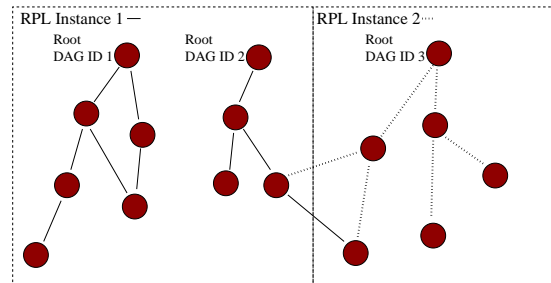 RPL Instance 1
RPL Instance 2
Root
DAG ID 1
Root
DAG ID 2
Root
DAG ID 3